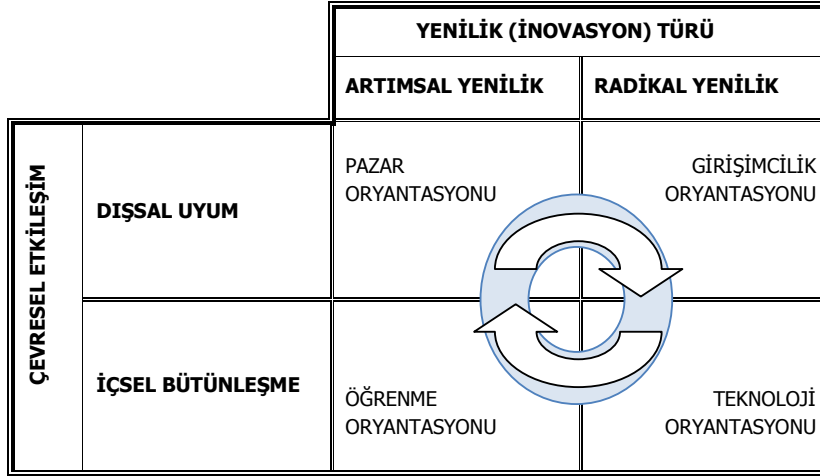 YENİLİK (İNOVASYON) TÜRÜ
ARTIMSAL YENİLİK
RADİKAL YENİLİK
ÇEVRESEL ETKİLEŞİM
DIŞSAL UYUM
PAZAR
ORYANTASYONU
GİRİŞİMCİLİK
ORYANTASYONU
İÇSEL BÜTÜNLEŞME
ÖĞRENME
ORYANTASYONU
TEKNOLOJİ
ORYANTASYONU